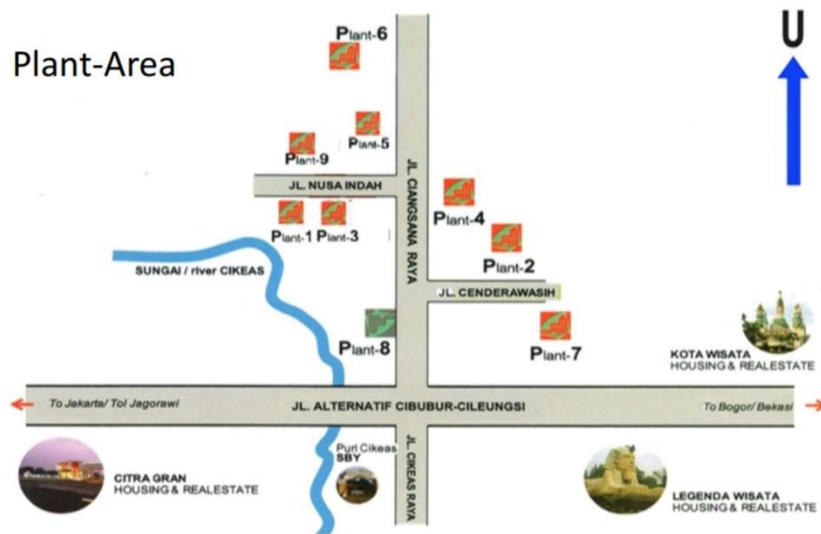 Plant-Area
U
Plant-6
Plant-5
Plant-9
JL. NUSA INDAH
JL. CIANGSANA RAYA
Plant-4
Plant-1 Plant-3
Plant-2
SUNGAI / river CIKEAS
JL. CENDERAWASIH
Plant-8
Plant-7
KOTA WISATA
HOUSING & REALESTATE
To Jakarta/ Tol Jagorawi
JL. ALTERNATIF CIBUBUR-CILEUNGSI
To Bogor/ Bekasi
Puri Cikeas
SBY
JL. CIKEAS RAYA
CITRA GRAN
HOUSING & REALESTATE
LEGENDA WISATA
HOUSING & REALESTATE